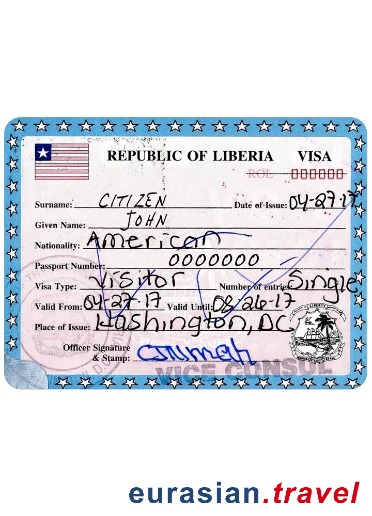 REPUBLIC OF LIBERIA VISA
ROL 000000
Surname: CITIZEN Date of Issue: 04-27-17
Given Name: JOHN
Nationality: American
Passport Number: 0000000
Visa Type: Visitor Number of entries: Single
Valid From: 04-27-17 Valid Until: 08-26-17
Place of Issue: Washington, DC
Officer Signature
& Stamp: CJumah
VICE CONSUL
eurasian.travel